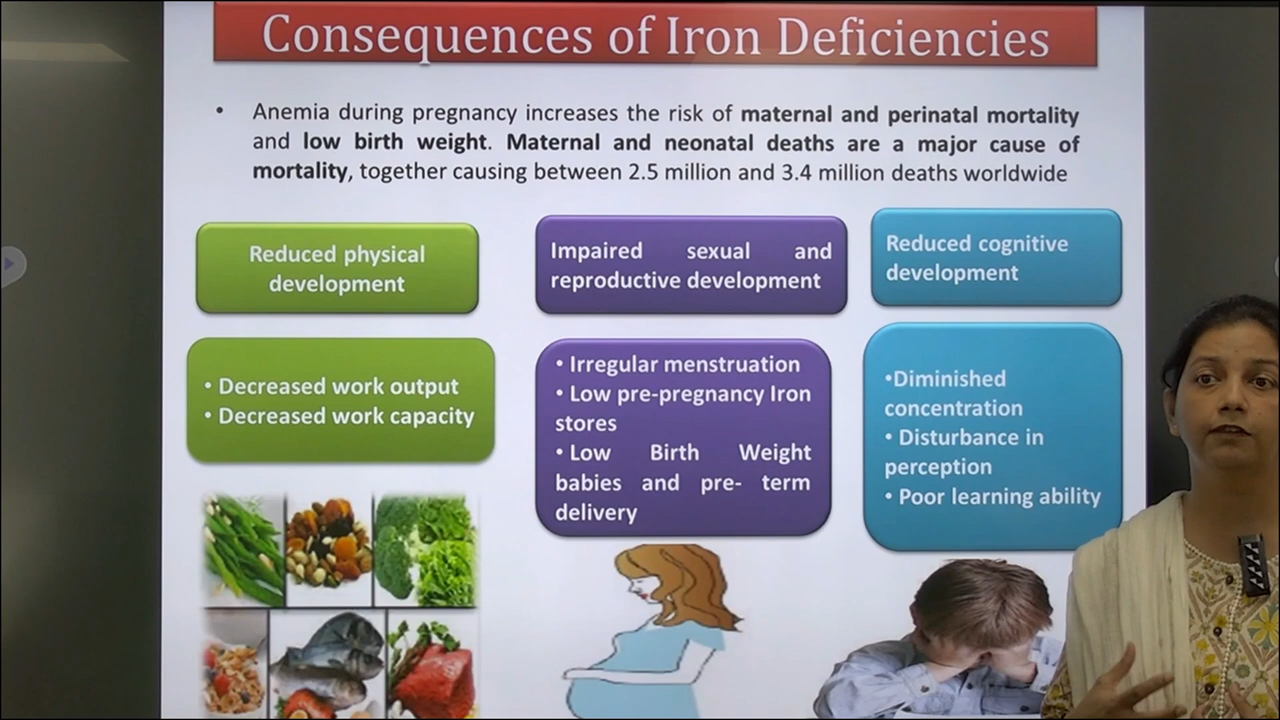 Consequences of Iron Deficiencies
• Anemia during pregnancy increases the risk of maternal and perinatal mortality
and low birth weight. Maternal and neonatal deaths are a major cause of
mortality, together causing between 2.5 million and 3.4 million deaths worldwide
Reduced physical
development
• Decreased work output
• Decreased work capacity
Impaired sexual and
reproductive development
• Irregular menstruation
• Low pre-pregnancy Iron
stores
• Low Birth Weight
babies and pre- term
delivery
Reduced cognitive
development
•Diminished
concentration
• Disturbance in
perception
• Poor learning ability